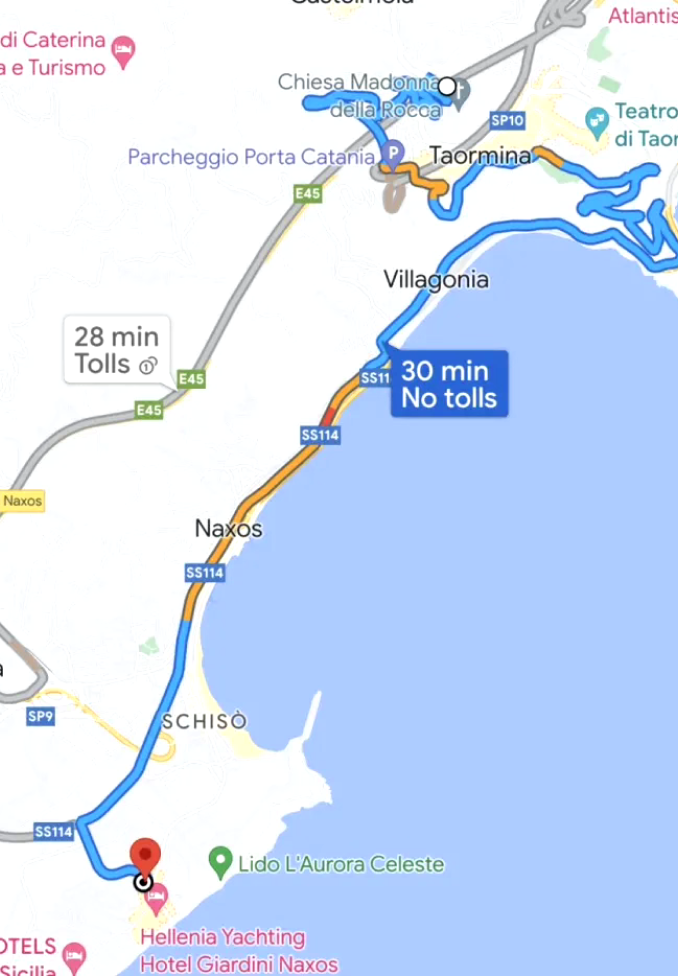 Castelmola
Atlantis
di Caterina
a e Turismo
Chiesa Madonna
della Rocca
SP10
Teatro
di Taor
Parcheggio Porta Catania
P
Taormina
E45
Villagonia
28 min
Tolls
E45
E45
SS11
30 min
No tolls
SS114
Naxos
Naxos
SS114
a
SP9
SCHISÒ
SS114
Lido L'Aurora Celeste
Hellenia Yachting
Hotel Giardini Naxos
OTELS
Sicilia